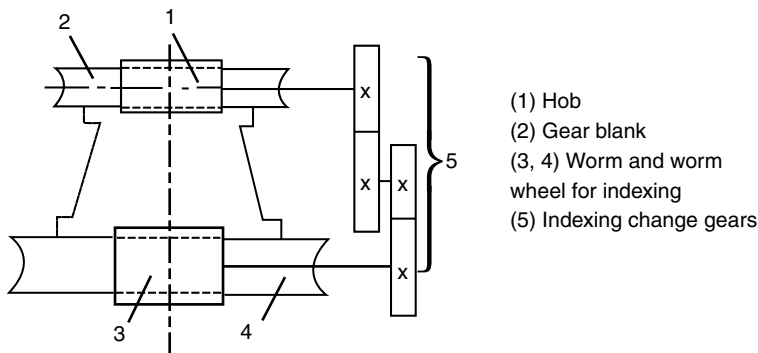 2
1
x
x
x
x
5
3
4
(1) Hob
(2) Gear blank
(3, 4) Worm and worm
wheel for indexing
(5) Indexing change gears